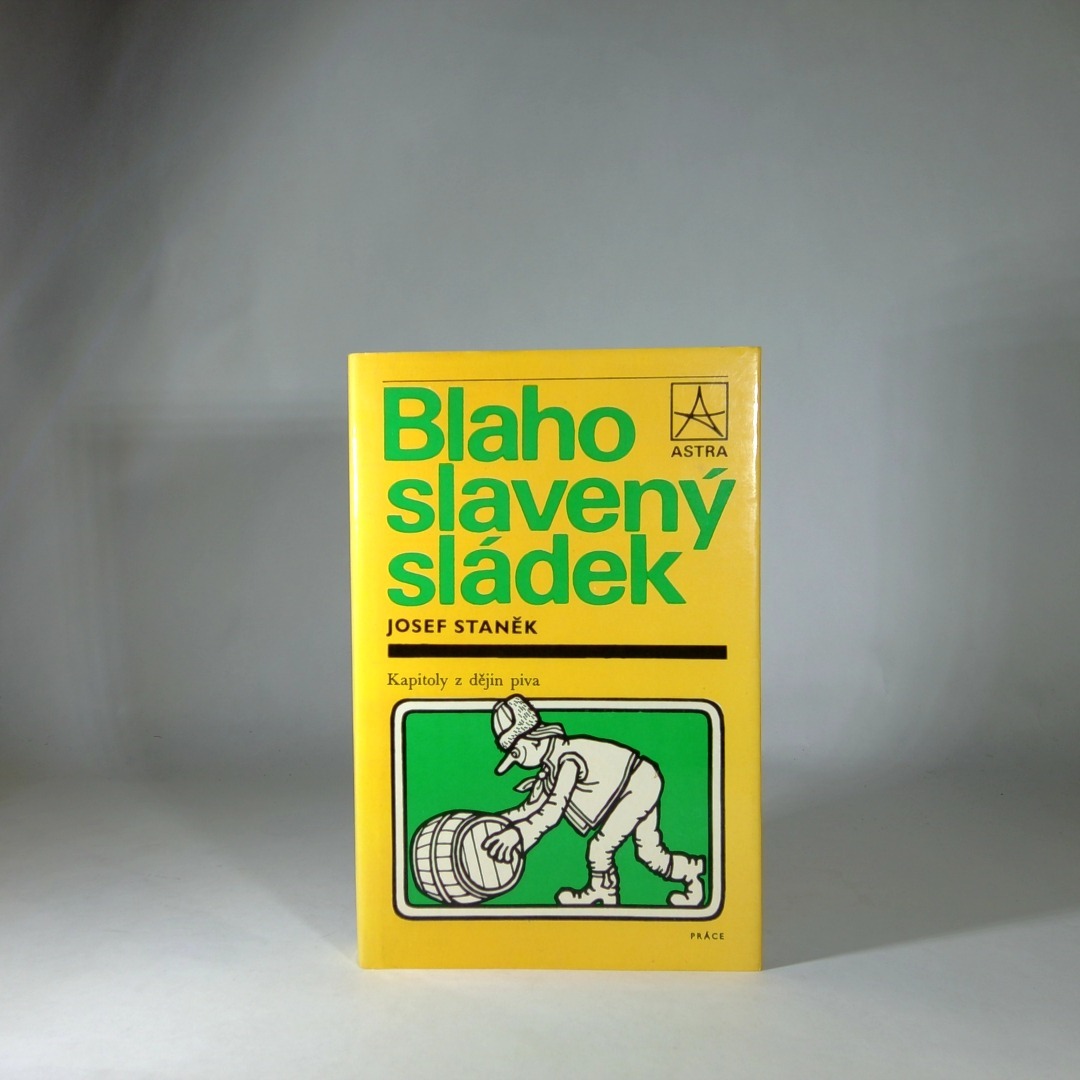 Blaho
ASTRA
slavený
sládek
JOSEF STANĚK
Kapitoly z dějin piva
PRÁCE